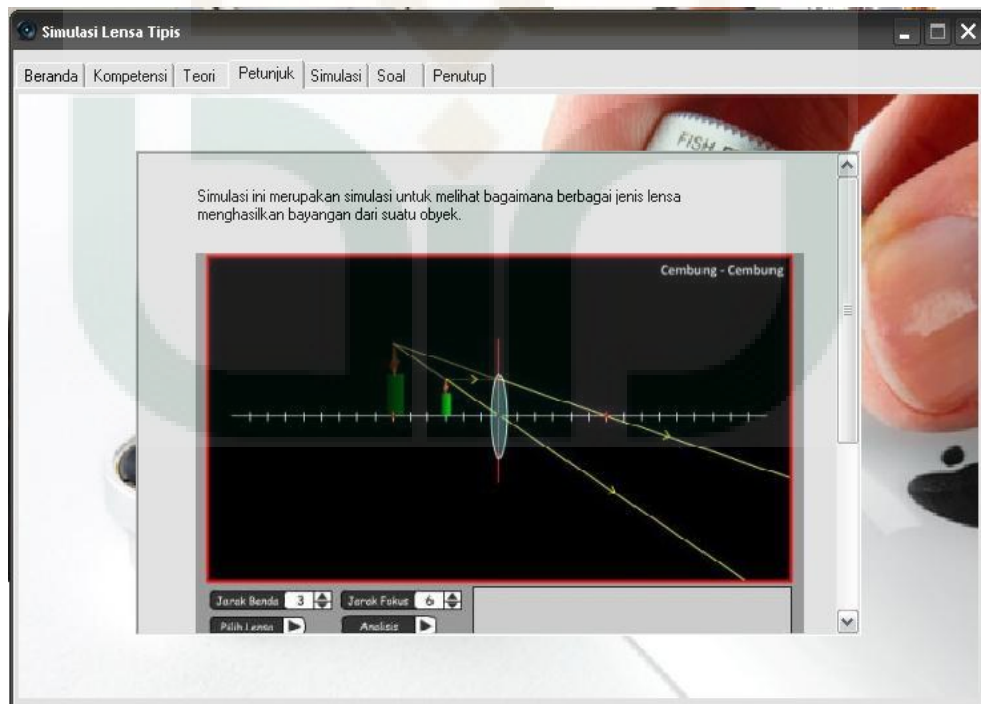 Simulasi Lensa Tipis
Beranda Kompetensi Teori Petunjuk Simulasi Soal Penutup
FISH
Simulasi ini merupakan simulasi untuk melihat bagaimana berbagai jenis lensa
menghasilkan bayangan dari suatu obyek.
Cembung - Cembung
Jarak Benda 3 Jarak Fokus 6
Pilih Lensa Analisis